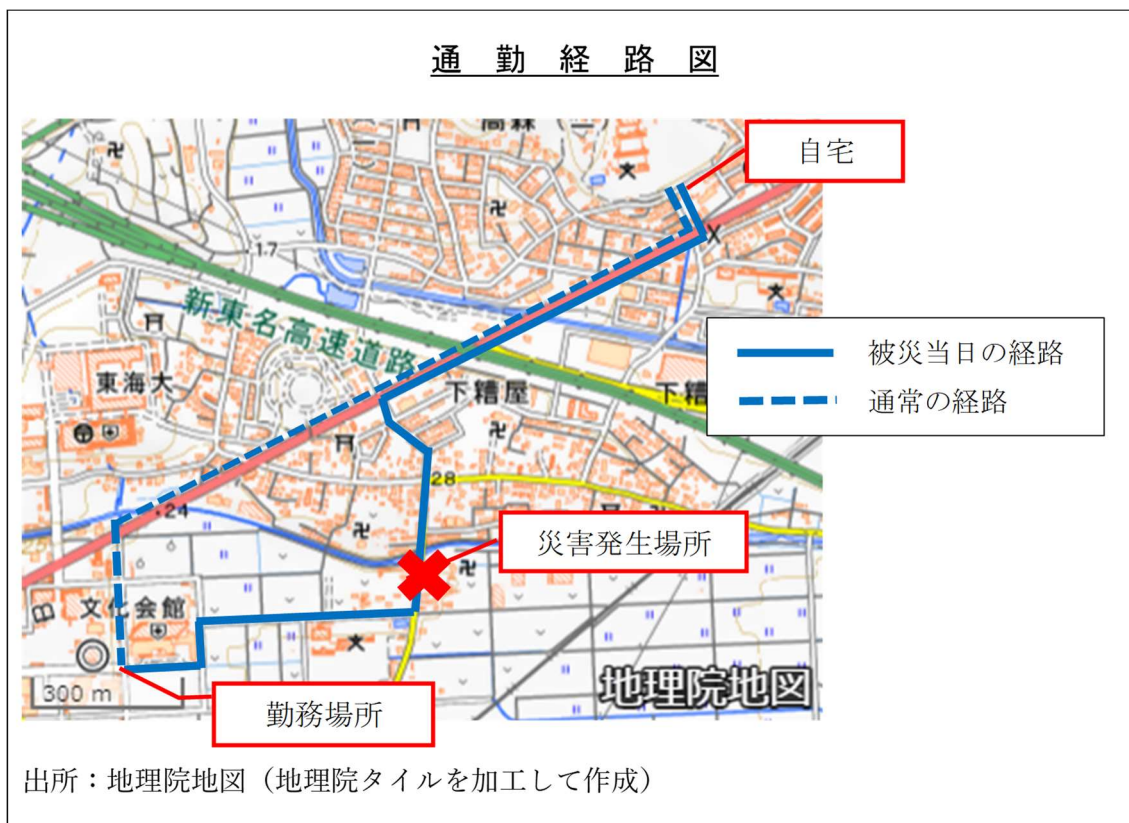 通勤経路図
高森
自宅
17
新東名高速道路
被災当日の経路
通常の経路
東海大
下糟屋
下糟
28
24
災害発生場所
文化会館
300 m
勤務場所
地理院地図
出所：地理院地図（地理院タイルを加工して作成）